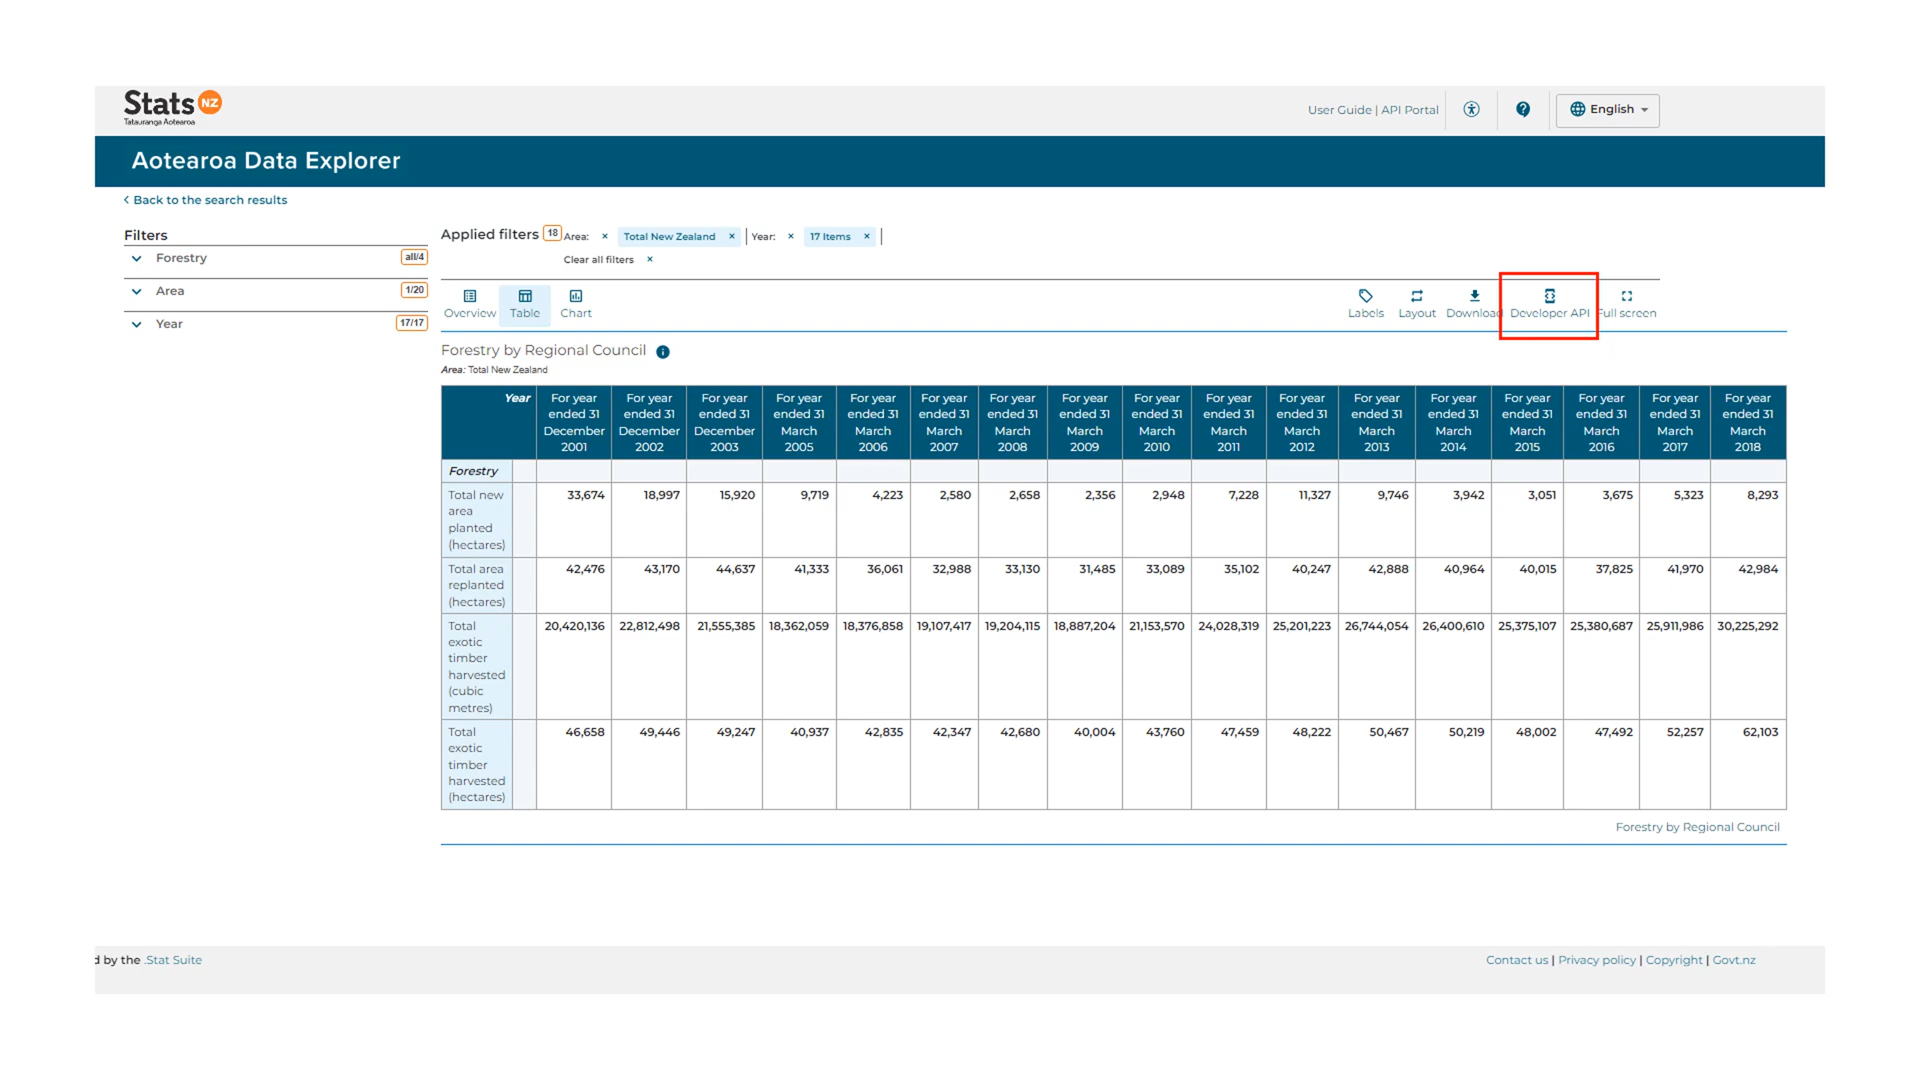 Stats NZ
Tatauranga Aotearoa
User Guide | API Portal
English
Aotearoa Data Explorer
Back to the search results
Filters
Forestry all/4
Area 1/20
Year 17/17
Applied filters 18 Area: × Total New Zealand × | Year: × 17 Items × |
Clear all filters ×
Overview Table Chart Labels Layout Download Developer API Full screen
Forestry by Regional Council
Area: Total New Zealand
Year For year For year For year For year For year For year For year For year For year For year For year For year For year For year For year For year For year
ended 31 ended 31 ended 31 ended 31 ended 31 ended 31 ended 31 ended 31 ended 31 ended 31 ended 31 ended 31 ended 31 ended 31 ended 31 ended 31 ended 31
December December December March March March March March March March March March March March March March March
2001 2002 2003 2005 2006 2007 2008 2009 2010 2011 2012 2013 2014 2015 2016 2017 2018
Forestry
Total new 33,674 18,997 15,920 9,719 4,223 2,580 2,658 2,356 2,948 7,228 11,327 9,746 3,942 3,051 3,675 5,323 8,293
area
planted
(hectares)
Total area 42,476 43,170 44,637 41,333 36,061 32,988 33,130 31,485 33,089 35,102 40,247 42,888 40,964 40,015 37,825 41,970 42,984
replanted
(hectares)
Total 20,420,136 22,812,498 21,555,385 18,362,059 18,376,858 19,107,417 19,204,115 18,887,204 21,153,570 24,028,319 25,201,223 26,744,054 26,400,610 25,375,107 25,380,687 25,911,986 30,225,292
exotic
timber
harvested
(cubic
metres)
Total 46,658 49,446 49,247 40,937 42,835 42,347 42,680 40,004 43,760 47,459 48,222 50,467 50,219 48,002 47,492 52,257 62,103
exotic
timber
harvested
(hectares)
Forestry by Regional Council
d by the .Stat Suite
Contact us | Privacy policy | Copyright | Govt.nz